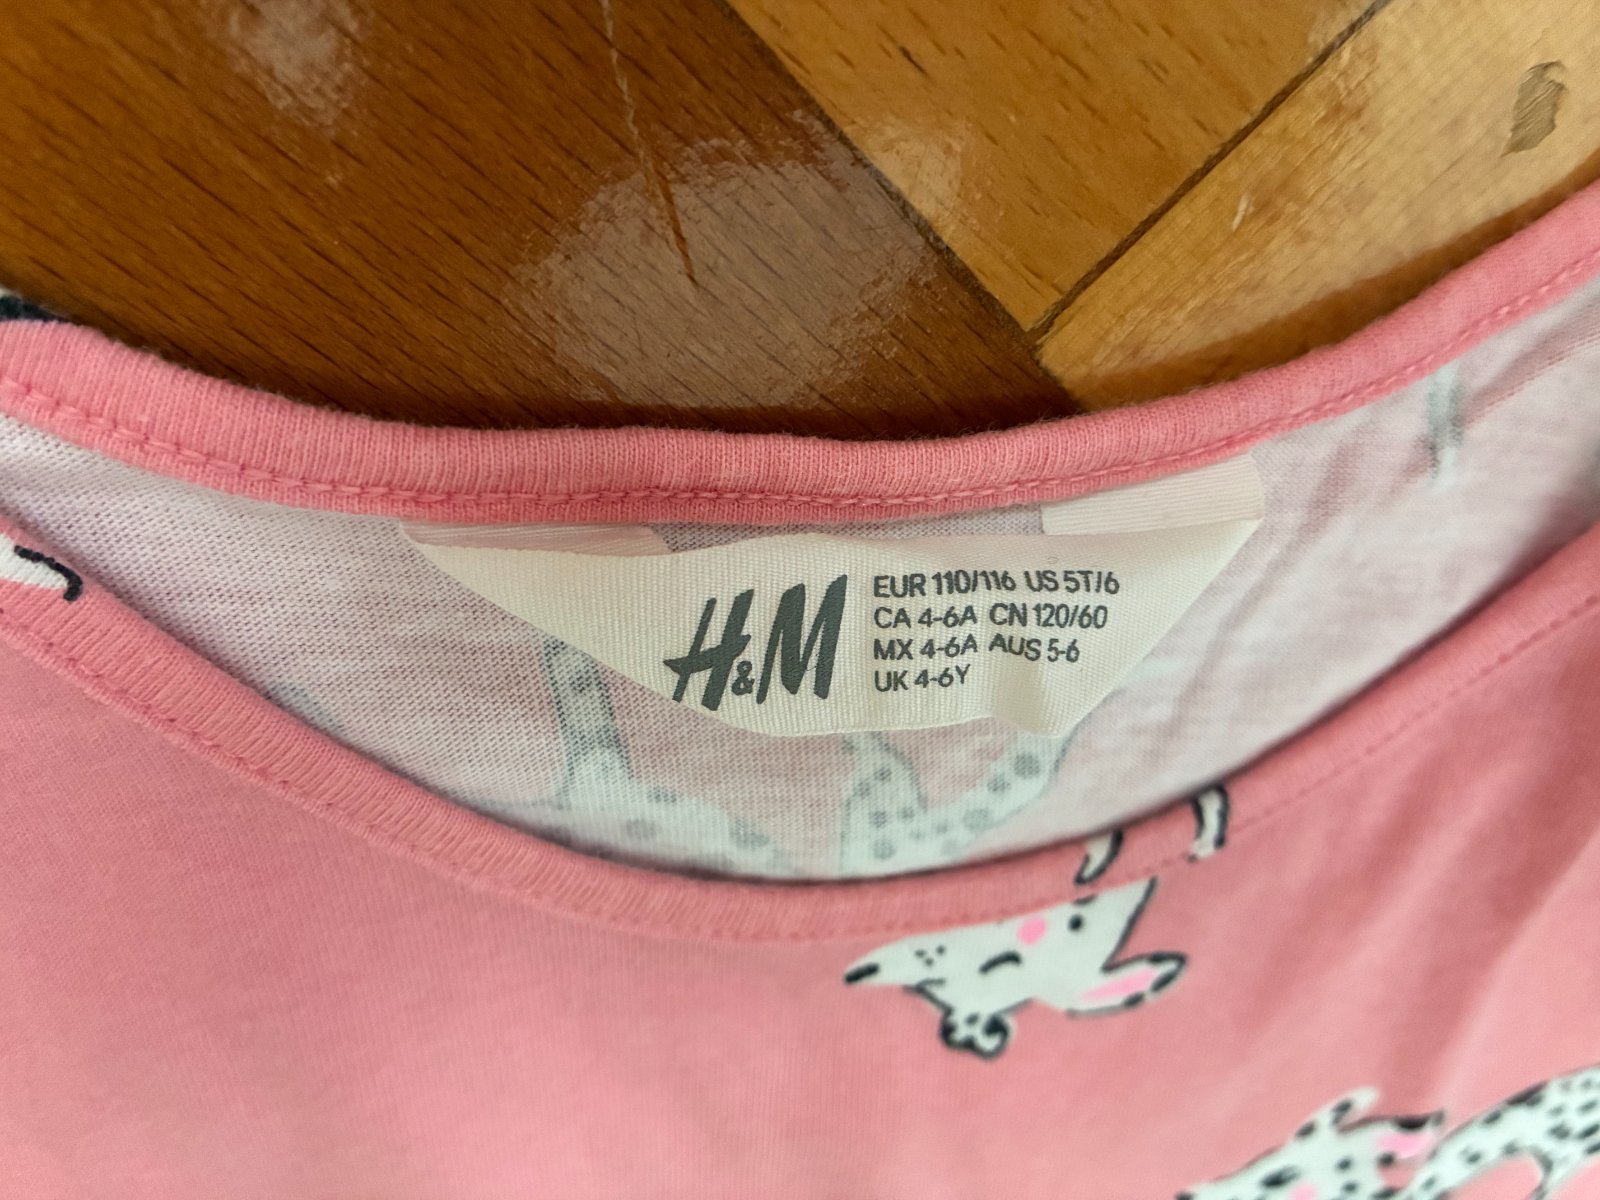 H&M
EUR 110/116 US 5T/6
CA 4-6A CN 120/60
MX 4-6A AUS 5-6
UK 4-6Y